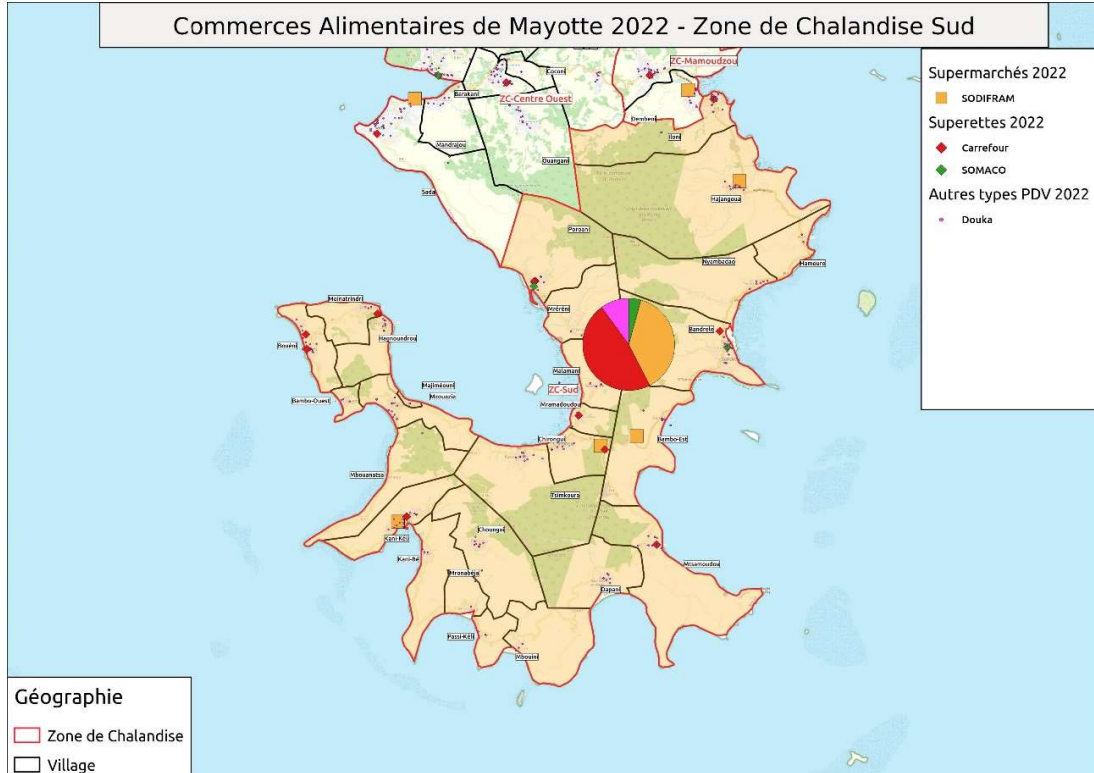 Commerces Alimentaires de Mayotte 2022 - Zone de Chalandise Sud
Supermarchés 2022
SODIFRAM
Superettes 2022
Carrefour
SOMACO
Autres types PDV 2022
Douka
ZC-Mamoudzou
Coconi
Barakani
ZC-Centre Ouest
Dembeni
Iloni
Mandrajou
Ouangani
Sada
Hajangoua
Poroani
Nyambadao
Hamouro
Mréréni
Moinatrindri
Hagnoundrou
Bouéni
Bandrele
Malamani
ZC-Sud
Majiméouni
Mzouazia
Bambo-Ouest
Mramadoudou
Chirongui
Bambo-Est
Mbouanatsa
Tsimkoura
Choungui
Kani-Kéli
Kani-Bé
Mtsamoudou
Mronabéja
Dapani
Passi-Kéli
Mbouini
Géographie
Zone de Chalandise
Village